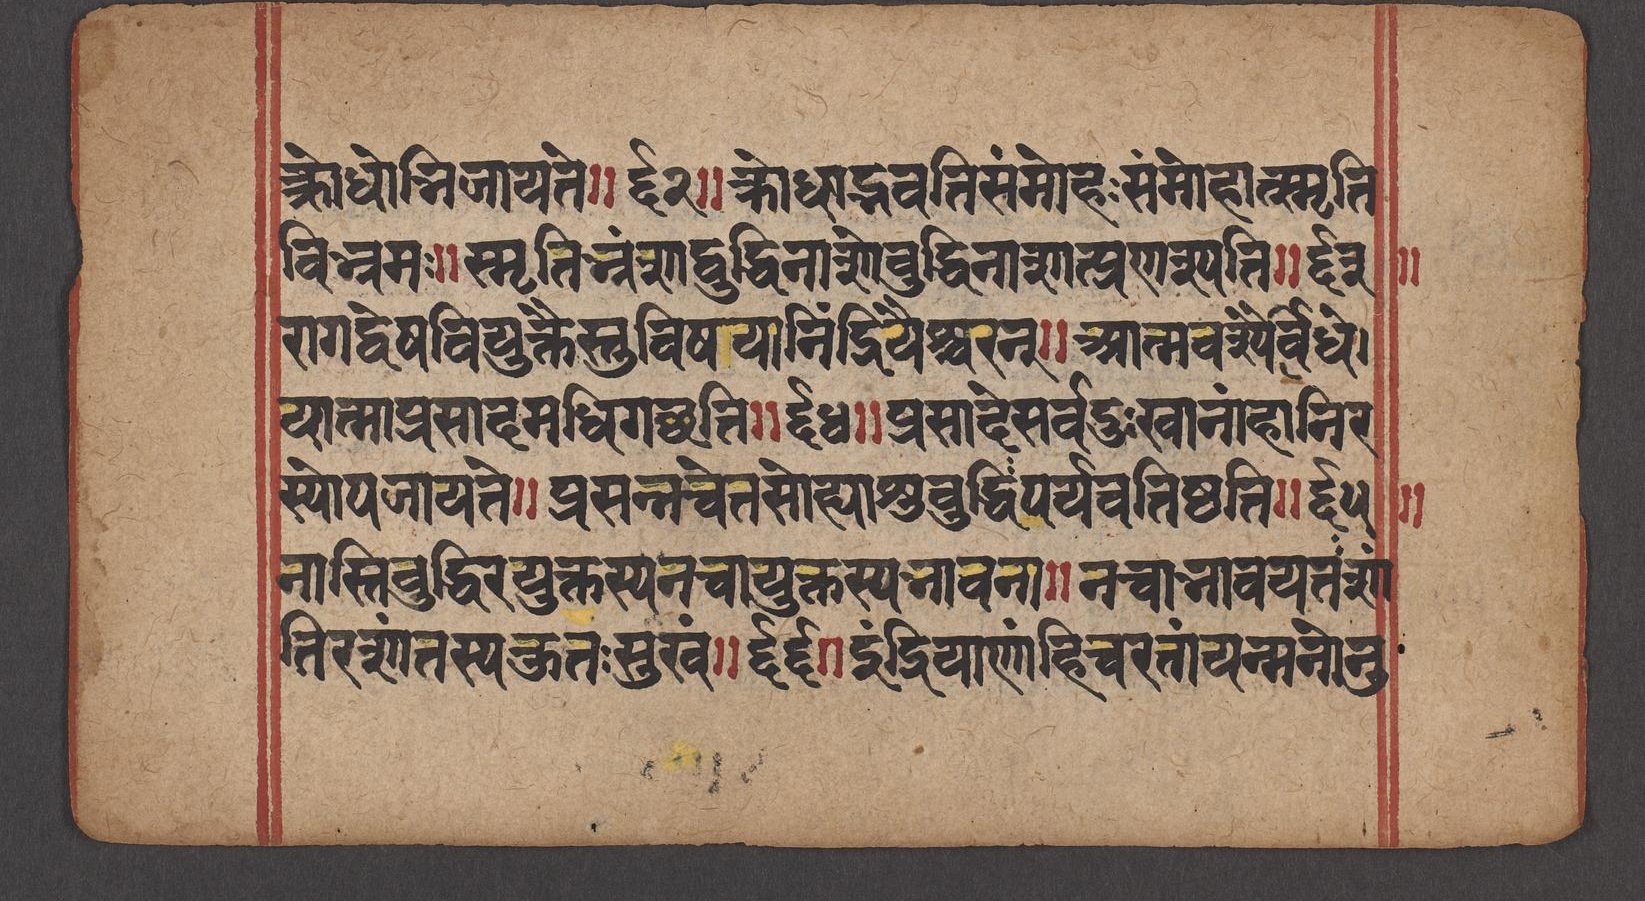 क्रोधोभिजायते॥ ६२॥ क्रोधाद्भवतिसंमोहःसंमोहात्स्मृति
विभ्रमः॥ स्मृतिभ्रंशाद्बुद्धिनाशोबुद्धिनाशात्प्रणश्यति॥ ६३ ॥
रागद्वेषवियुक्तैस्तुविषयानिंद्रियैश्चरन्॥ आत्मवश्यैर्विधे।
यात्माप्रसादमधिगच्छति॥ ६४॥ प्रसादेसर्वदुःखानांहानिर
स्योपजायते॥ प्रसन्नचेतसोह्याशुबुद्धिःपर्यवतिष्ठति॥ ६५ ॥
नास्तिबुद्धिरयुक्तस्यनचायुक्तस्यभावना॥ नचाभावयतःशां
तिरशांतस्यकुतःसुखं॥ ६६॥ इंद्रियाणांहिचरतांयन्मनोनु